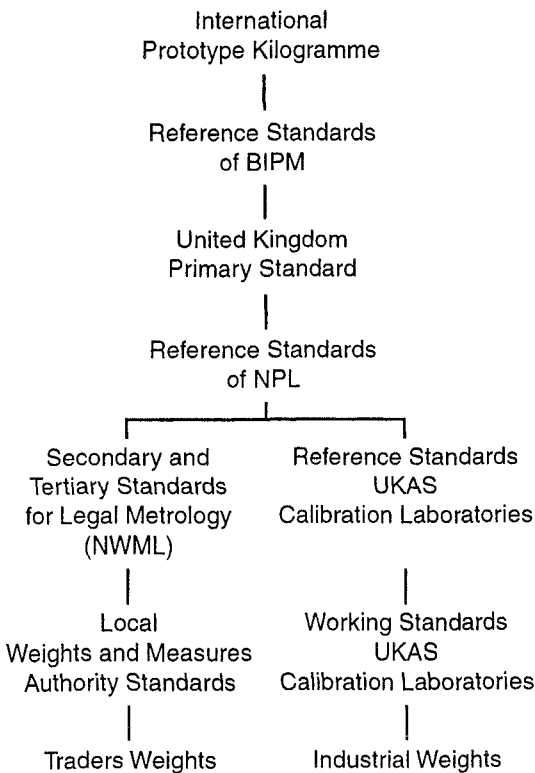 International
Prototype Kilogramme
Reference Standards
of BIPM
United Kingdom
Primary Standard
Reference Standards
of NPL
Secondary and
Tertiary Standards
for Legal Metrology
(NWML)
Reference Standards
UKAS
Calibration Laboratories
Local
Weights and Measures
Authority Standards
Working Standards
UKAS
Calibration Laboratories
Traders Weights
Industrial Weights